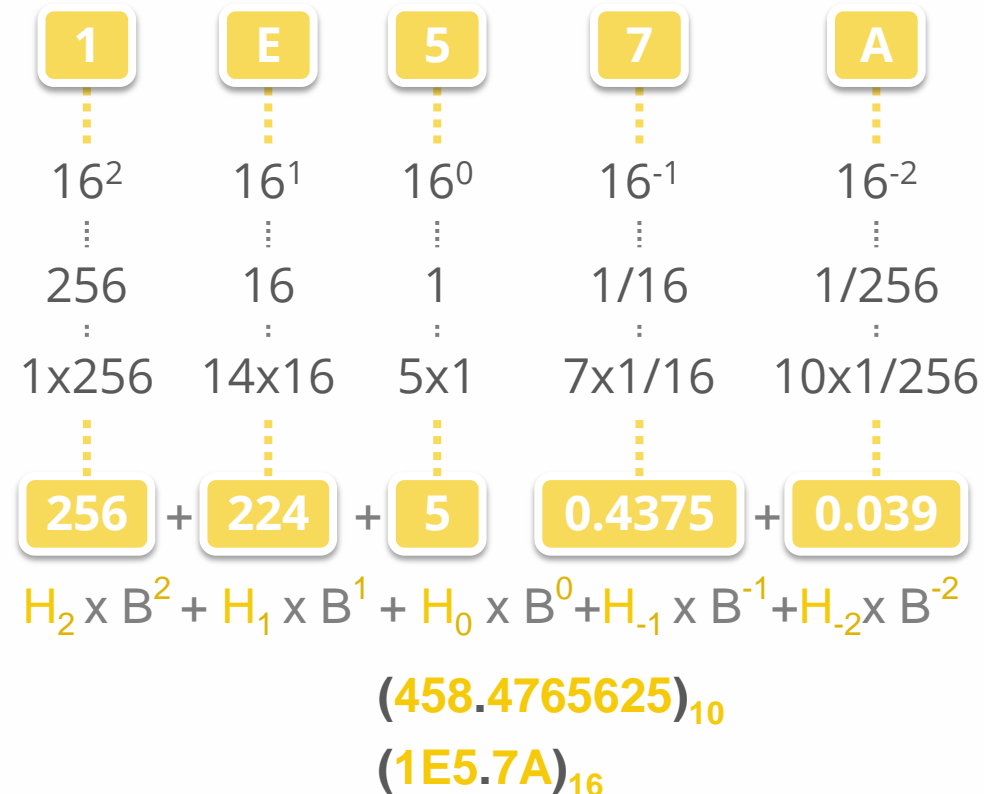 1 E 5 7 A
16² 16¹ 16⁰ 16⁻¹ 16⁻²
256 16 1 1/16 1/256
1x256 14x16 5x1 7x1/16 10x1/256
256 + 224 + 5 0.4375 + 0.039
H₂ x B² + H₁ x B¹ + H₀ x B⁰+H₋₁ x B⁻¹+H₋₂x B⁻²
(458.4765625)₁₀
(1E5.7A)₁₆